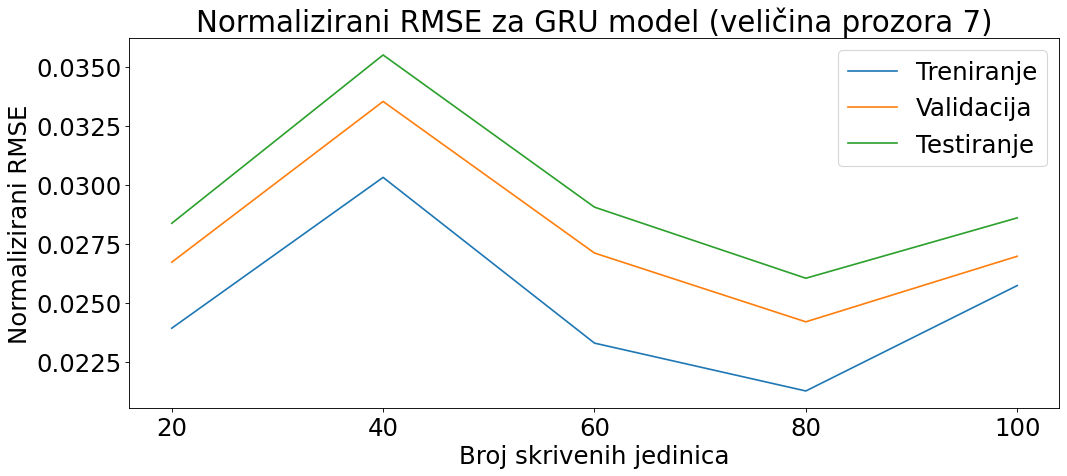 Normalizirani RMSE za GRU model (veličina prozora 7)
Normalizirani RMSE
0.0350
0.0325
0.0300
0.0275
0.0250
0.0225
Treniranje
Validacija
Testiranje
20 40 60 80 100
Broj skrivenih jedinica